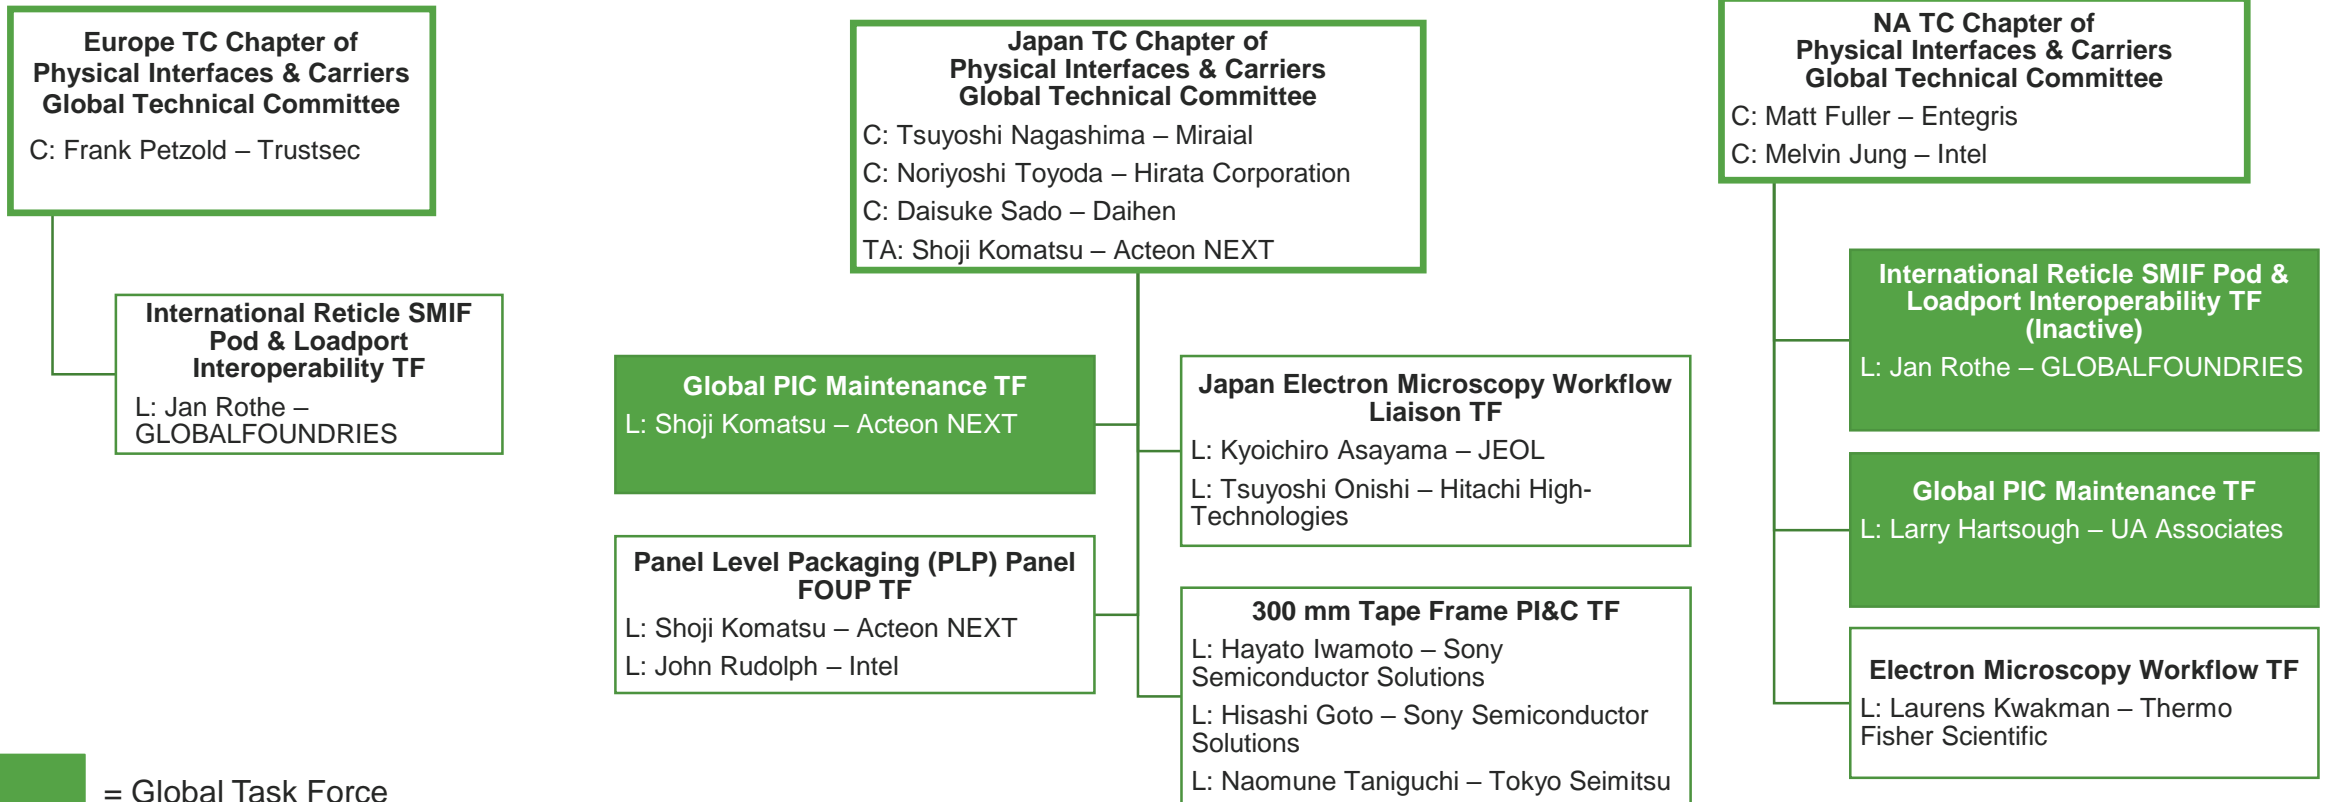 Europe TC Chapter of
Physical Interfaces & Carriers
Global Technical Committee
C: Frank Petzold – Trustsec
International Reticle SMIF
Pod & Loadport
Interoperability TF
L: Jan Rothe –
GLOBALFOUNDRIES
Japan TC Chapter of
Physical Interfaces & Carriers
Global Technical Committee
C: Tsuyoshi Nagashima – Miraial
C: Noriyoshi Toyoda – Hirata Corporation
C: Daisuke Sado – Daihen
TA: Shoji Komatsu – Acteon NEXT
Global PIC Maintenance TF
L: Shoji Komatsu – Acteon NEXT
Panel Level Packaging (PLP) Panel
FOUP TF
L: Shoji Komatsu – Acteon NEXT
L: John Rudolph – Intel
Japan Electron Microscopy Workflow
Liaison TF
L: Kyoichiro Asayama – JEOL
L: Tsuyoshi Onishi – Hitachi High-
Technologies
300 mm Tape Frame PI&C TF
L: Hayato Iwamoto – Sony
Semiconductor Solutions
L: Hisashi Goto – Sony Semiconductor
Solutions
L: Naomune Taniguchi – Tokyo Seimitsu
NA TC Chapter of
Physical Interfaces & Carriers
Global Technical Committee
C: Matt Fuller – Entegris
C: Melvin Jung – Intel
International Reticle SMIF Pod &
Loadport Interoperability TF
(Inactive)
L: Jan Rothe – GLOBALFOUNDRIES
Global PIC Maintenance TF
L: Larry Hartsough – UA Associates
Electron Microscopy Workflow TF
L: Laurens Kwakman – Thermo
Fisher Scientific
= Global Task Force